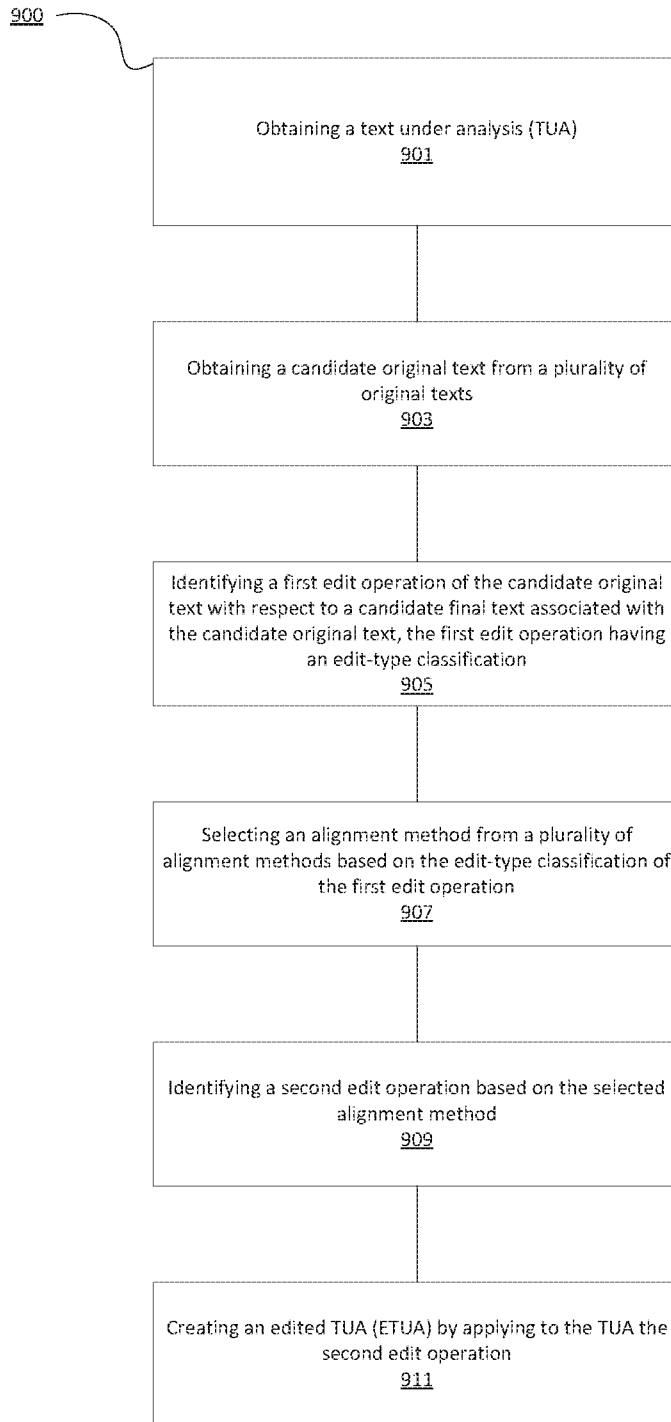 900
Obtaining a text under analysis (TUA)
901
Obtaining a candidate original text from a plurality of
original texts
903
Identifying a first edit operation of the candidate original
text with respect to a candidate final text associated with
the candidate original text, the first edit operation having
an edit-type classification
905
Selecting an alignment method from a plurality of
alignment methods based on the edit-type classification of
the first edit operation
907
Identifying a second edit operation based on the selected
alignment method
909
Creating an edited TUA (ETUA) by applying to the TUA the
second edit operation
911